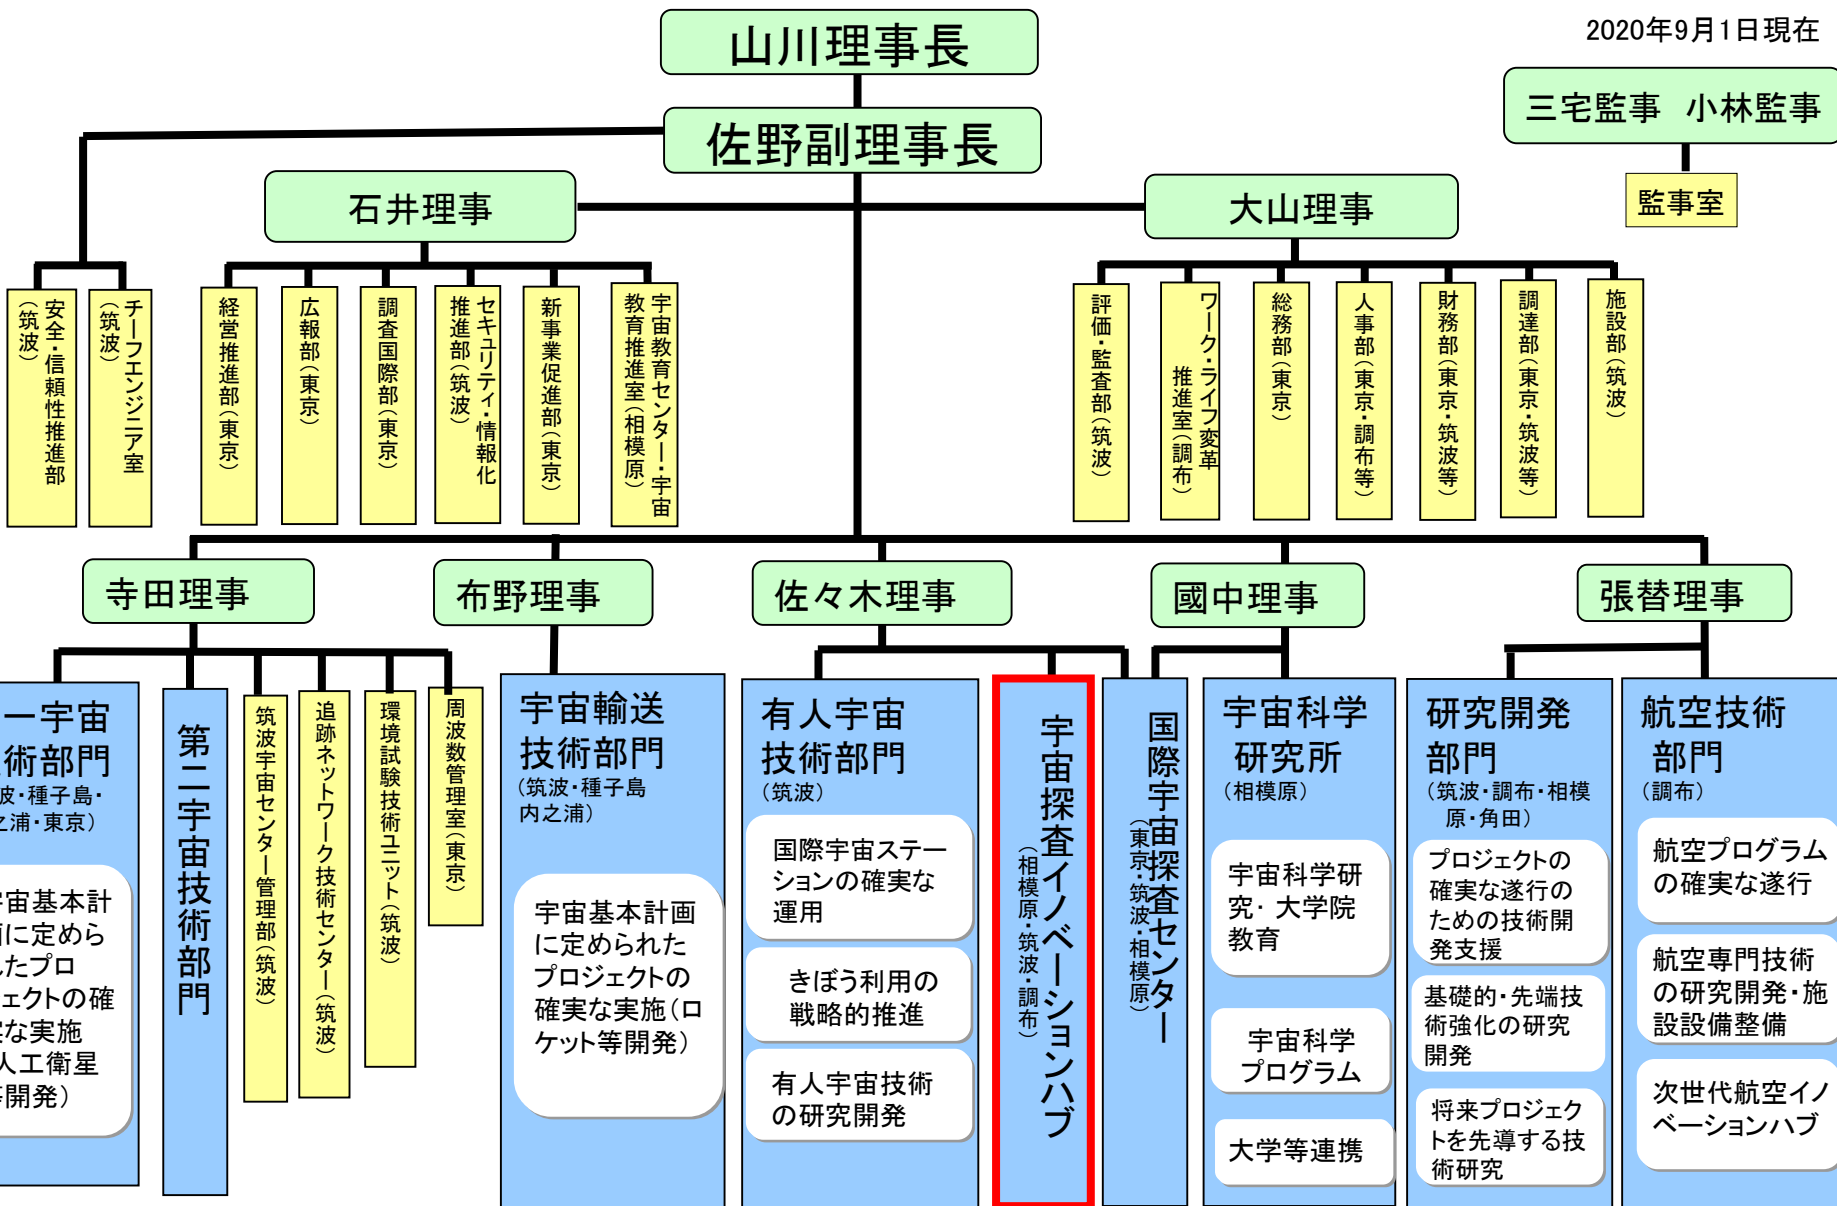 2020年9月1日現在
山川理事長
佐野副理事長
三宅監事 小林監事
監事室
石井理事
大山理事
安全・信頼性推進部
（筑波）
チーフエンジニア室
（筑波）
経営推進部（東京）
広報部（東京）
調査国際部（東京）
セキュリティ・情報化
推進部（筑波）
新事業促進部（東京）
宇宙教育センター・宇宙
教育推進室（相模原）
評価・監査部（筑波）
ワーク・ライフ変革
推進室（調布）
総務部（東京）
人事部（東京・調布等）
財務部（東京・筑波等）
調達部（東京・筑波等）
施設部（筑波）
寺田理事
布野理事
佐々木理事
國中理事
張替理事
一宇宙
術部門
波・種子島・
之浦・東京）
宇宙基本計
画に定めら
れたプロ
ジェクトの確
実な実施
人工衛星
等開発）
第二宇宙技術部門
筑波宇宙センター管理部（筑波）
追跡ネットワーク技術センター（筑波）
環境試験技術ユニット（筑波）
周波数管理室（東京）
宇宙輸送
技術部門
（筑波・種子島
内之浦）
宇宙基本計画
に定められた
プロジェクトの
確実な実施（ロ
ケット等開発）
有人宇宙
技術部門
（筑波）
国際宇宙ステー
ションの確実な
運用
きぼう利用の
戦略的推進
有人宇宙技術
の研究開発
宇宙探査イノベーションハブ
（相模原・筑波・調布）
国際宇宙探査センター
（東京・筑波・相模原）
宇宙科学
研究所
（相模原）
宇宙科学研
究・大学院
教育
宇宙科学
プログラム
大学等連携
研究開発
部門
（筑波・調布・相模
原・角田）
プロジェクトの
確実な遂行の
ための技術開
発支援
基礎的・先端技
術強化の研究
開発
将来プロジェク
トを先導する技
術研究
航空技術
部門
（調布）
航空プログラム
の確実な遂行
航空専門技術
の研究開発・施
設設備整備
次世代航空イノ
ベーションハブ